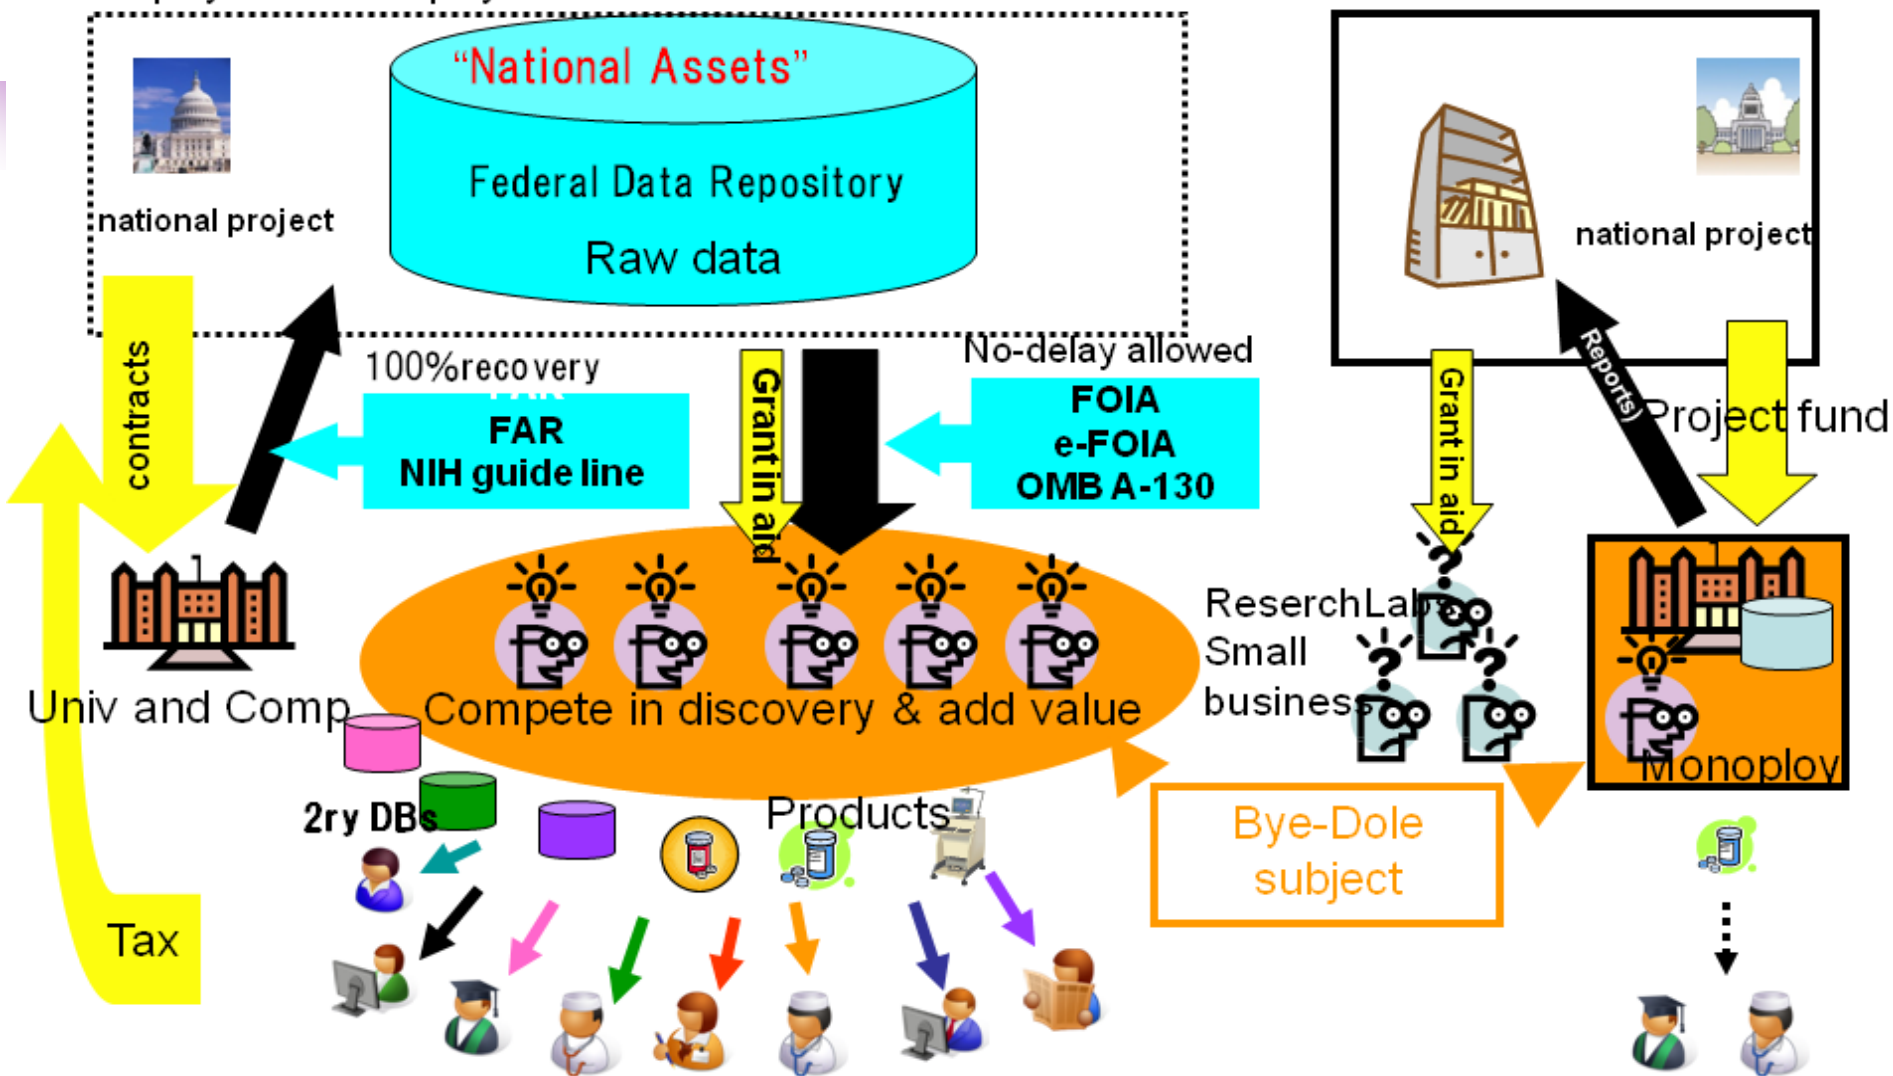 “National Assets”
Federal Data Repository
Raw data
national project
national project
contracts
100%recovery
FAR
FAR
NIH guide line
Grant in aid
No-delay allowed
FOIA
e-FOIA
OMB A-130
Grant in aid
Reports)
Project fund
Univ and Comp
Compete in discovery & add value
ReserchLabs
Small
business
Monoploy
2ry DBs
Products
Bye-Dole
subject
Tax